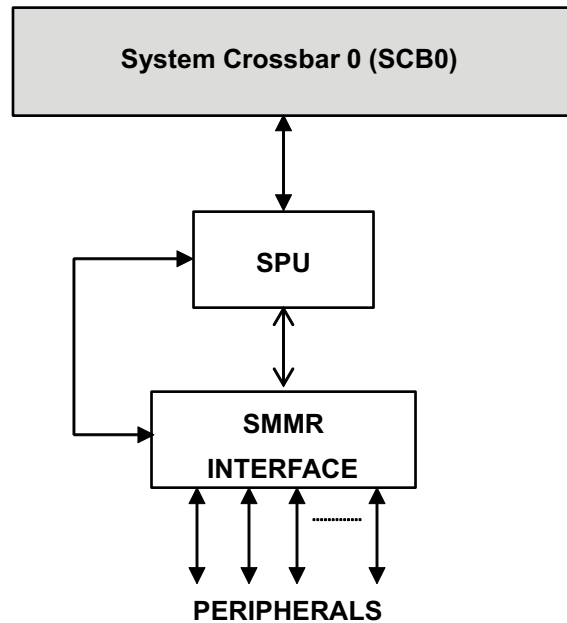 System Crossbar 0 (SCB0)
SPU
SMMR
INTERFACE
PERIPHERALS